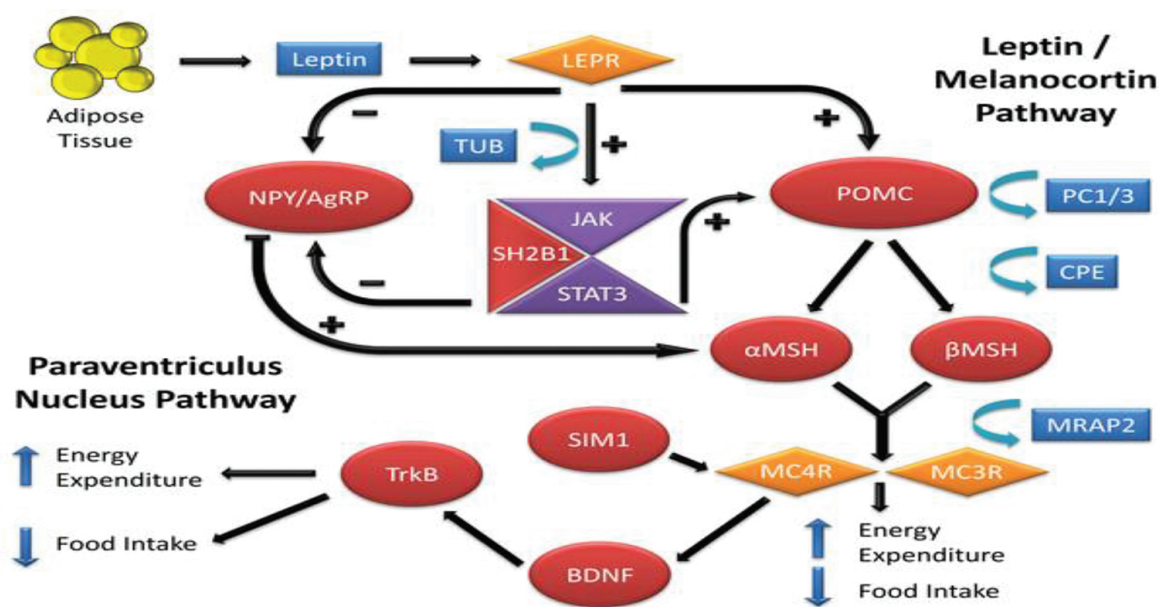 Adipose
Tissue
Leptin
LEPR
Leptin /
Melanocortin
Pathway
−
+
+
TUB
NPY/AgRP
JAK
SH2B1
STAT3
POMC
PC1/3
CPE
+
−
+
αMSH
βMSH
MRAP2
Paraventriculus
Nucleus Pathway
Energy
Expenditure
Food Intake
TrkB
SIM1
MC4R
MC3R
BDNF
Energy
Expenditure
Food Intake